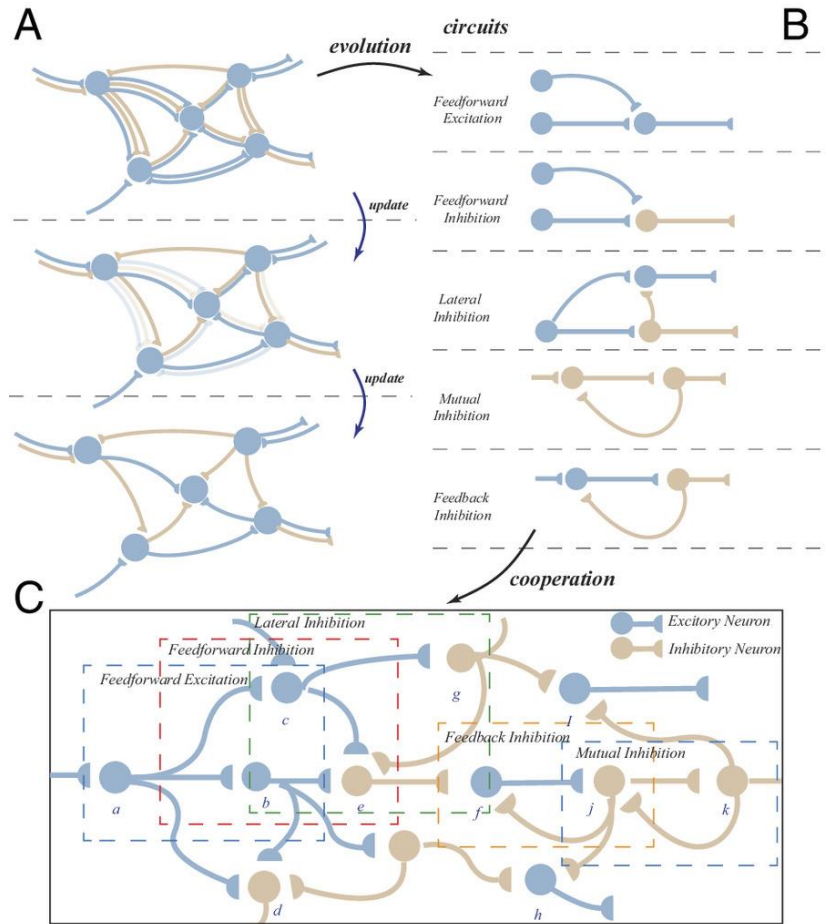 A
B
evolution
circuits
Feedforward
Excitation
Feedforward
Inhibition
update
Lateral
Inhibition
update
Mutual
Inhibition
Feedback
Inhibition
cooperation
C
Lateral Inhibition
Excitory Neuron
Feedforward Inhibition
Inhibitory Neuron
Feedforward Excitation
g
c
l
Feedback Inhibition
Mutual Inhibition
a
b
e
f
j
k
d
h